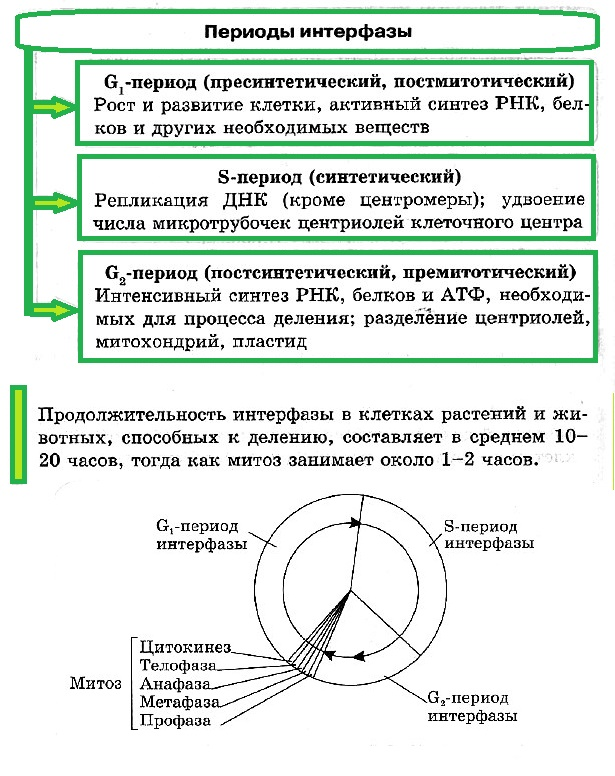 Периоды интерфазы
G₁-период (пресинтетический, постмитотический)
Рост и развитие клетки, активный синтез РНК, бел-
ков и других необходимых веществ
S-период (синтетический)
Репликация ДНК (кроме центромеры); удвоение
числа микротрубочек центриолей клеточного центра
G₂-период (постсинтетический, премитотический)
Интенсивный синтез РНК, белков и АТФ, необходи-
мых для процесса деления; разделение центриолей,
митохондрий, пластид
Продолжительность интерфазы в клетках растений и жи-
вотных, способных к делению, составляет в среднем 10–
20 часов, тогда как митоз занимает около 1–2 часов.
G₁-период
интерфазы
S-период
интерфазы
Митоз
Цитокинез
Телофаза
Анафаза
Метафаза
Профаза
G₂-период
интерфазы